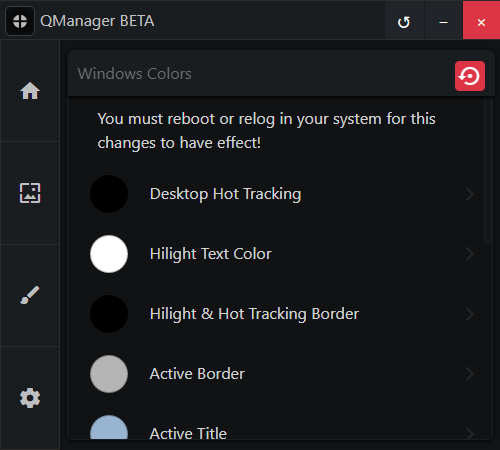 QManager BETA
Windows Colors
You must reboot or relog in your system for this
changes to have effect!
Desktop Hot Tracking
Hilight Text Color
Hilight & Hot Tracking Border
Active Border
Active Title